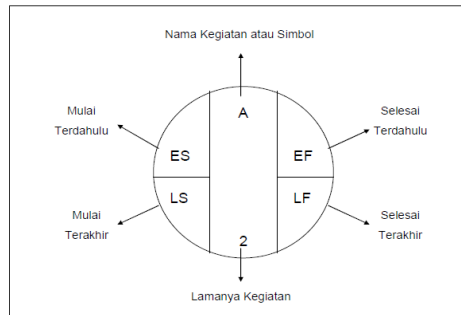 Nama Kegiatan atau Simbol
Mulai
Terdahulu
A
Selesai
Terdahulu
ES
EF
LS
LF
Mulai
Terakhir
2
Selesai
Terakhir
Lamanya Kegiatan